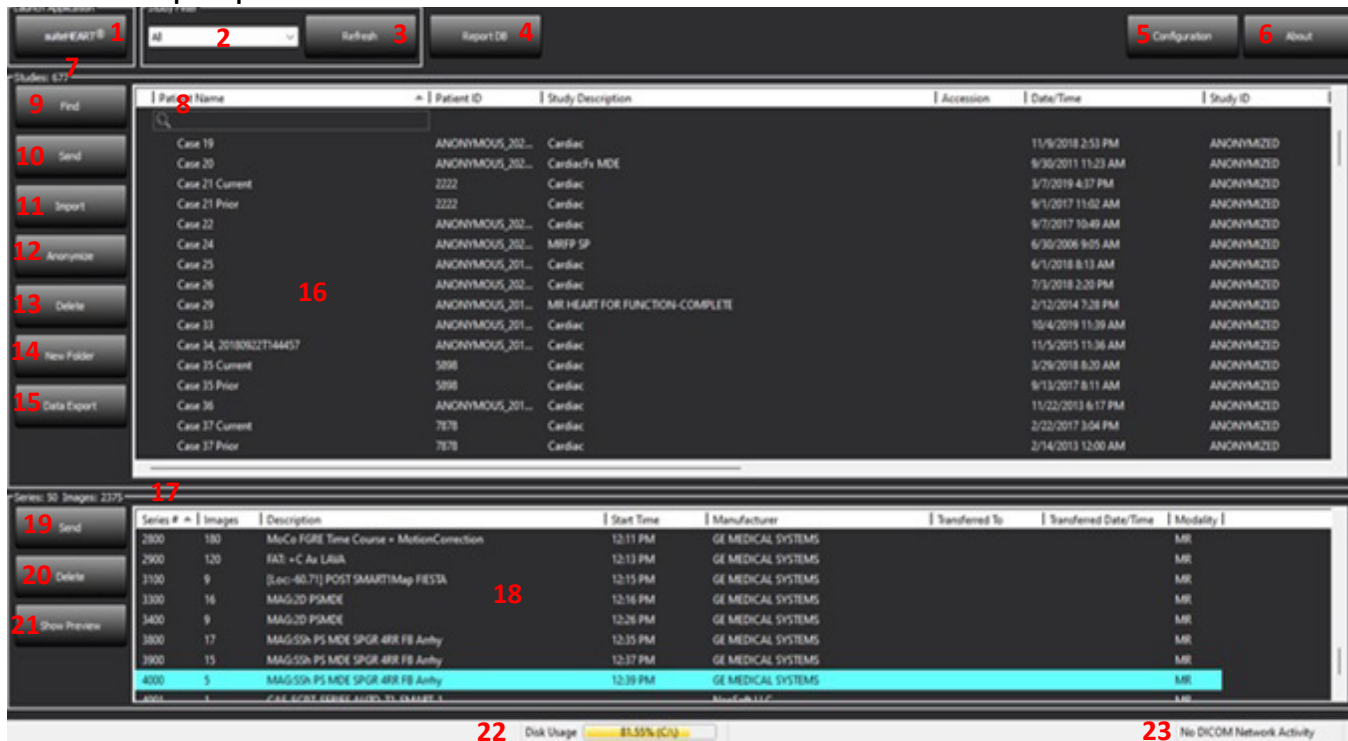 Launch Application Study Filter
suiteHEART® 1 All 2 Refresh 3 Report DB 4 5 Configuration 6 About
7
Studies: 677
9 Find 8 Patient Name Patient ID Study Description Accession Date/Time Study ID
Case 19 ANONYMOUS_202... Cardiac 11/9/2018 2:53 PM ANONYMIZED
10 Send Case 20 ANONYMOUS_202... CardiacFx MDE 9/30/2011 11:23 AM ANONYMIZED
Case 21 Current 2222 Cardiac 3/7/2019 4:37 PM ANONYMIZED
11 Import Case 21 Prior 2222 Cardiac 9/1/2017 11:02 AM ANONYMIZED
Case 22 ANONYMOUS_202... Cardiac 9/7/2017 10:49 AM ANONYMIZED
12 Anonymize Case 24 ANONYMOUS_202... MRFP SP 6/30/2006 9:05 AM ANONYMIZED
Case 25 ANONYMOUS_201... Cardiac 6/1/2018 8:13 AM ANONYMIZED
16 Case 26 ANONYMOUS_202... Cardiac 7/3/2018 2:20 PM ANONYMIZED
13 Delete Case 29 ANONYMOUS_201... MR HEART FOR FUNCTION-COMPLETE 2/12/2014 7:28 PM ANONYMIZED
Case 33 ANONYMOUS_201... Cardiac 10/4/2019 11:39 AM ANONYMIZED
14 New Folder Case 34, 20180922T144457 ANONYMOUS_201... Cardiac 11/5/2015 11:36 AM ANONYMIZED
Case 35 Current 5898 Cardiac 3/29/2018 8:20 AM ANONYMIZED
Case 35 Prior 5898 Cardiac 9/13/2017 8:11 AM ANONYMIZED
15 Data Export Case 36 ANONYMOUS_201... Cardiac 11/22/2013 6:17 PM ANONYMIZED
Case 37 Current 7878 Cardiac 2/22/2017 3:04 PM ANONYMIZED
Case 37 Prior 7878 Cardiac 2/14/2013 12:00 AM ANONYMIZED
Series: 50 Images: 2375 17
19 Send Series # Images Description Start Time Manufacturer Transferred To Transferred Date/Time Modality
2800 180 MoCo FGRE Time Course + MotionCorrection 12:11 PM GE MEDICAL SYSTEMS MR
2900 120 FAT: +C Ax LAVA 12:13 PM GE MEDICAL SYSTEMS MR
20 Delete 3100 9 [Loc:-60.71] POST SMART1Map FIESTA 12:15 PM GE MEDICAL SYSTEMS MR
18 3300 16 MAG:2D PSMDE 12:16 PM GE MEDICAL SYSTEMS MR
3400 9 MAG:2D PSMDE 12:26 PM GE MEDICAL SYSTEMS MR
21 Show Preview 3800 17 MAG:SSh PS MDE SPGR 4RR FB Arrhy 12:35 PM GE MEDICAL SYSTEMS MR
3900 15 MAG:SSh PS MDE SPGR 4RR FB Arrhy 12:37 PM GE MEDICAL SYSTEMS MR
4000 5 MAG:SSh PS MDE SPGR 4RR FB Arrhy 12:39 PM GE MEDICAL SYSTEMS MR
22 Disk Usage 81.55% (C:\) 23 No DICOM Network Activity